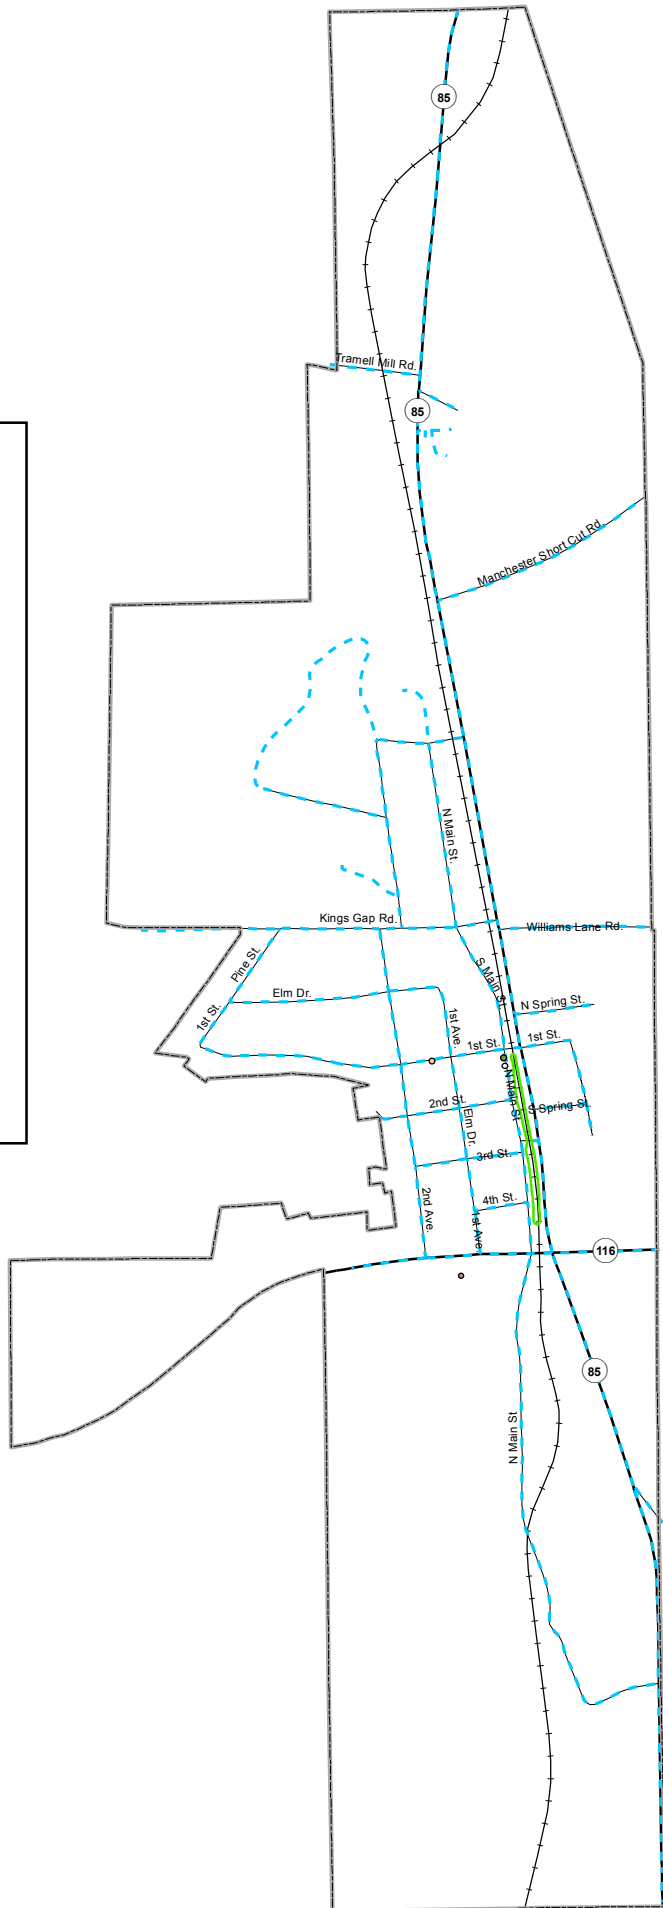 85
Tramell Mill Rd.
85
Manchester Short Cut Rd.
N Main St.
Kings Gap Rd.
Williams Lane Rd.
Pine St.
S Main St.
Elm Dr.
N Spring St.
1st St.
1st Ave.
1st St.
1st St.
N Main St
2nd St.
S Spring St.
Elm Dr.
3rd St.
2nd Ave.
4th St.
1st Ave
116
85
N Main St